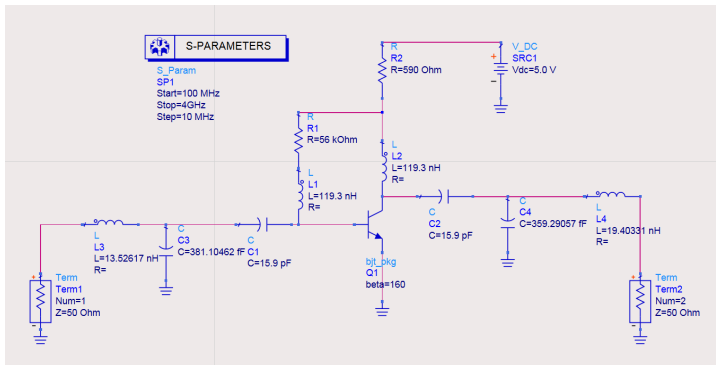 S-PARAMETERS
S_Param
SP1
Start=100 MHz
Stop=4GHz
Step=10 MHz
R
R2
R=590 Ohm
V_DC
SRC1
Vdc=5.0 V
+
-
R
R1
R=56 kOhm
L
L1
L=119.3 nH
R=
L
L2
L=119.3 nH
R=
L
L3
L=13.52617 nH
R=
C
C3
C=381.10462 fF
C
C1
C=15.9 pF
bjt_pkg
Q1
beta=160
C
C2
C=15.9 pF
C
C4
C=359.29057 fF
L
L4
L=19.40331 nH
R=
+
Term
Term1
Num=1
Z=50 Ohm
-
+
Term
Term2
Num=2
Z=50 Ohm
-